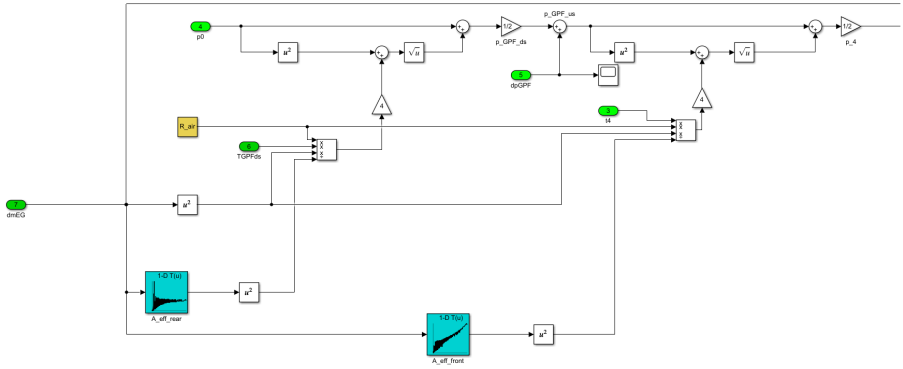 p_GPF_us
4
p0
1/2
p_GPF_ds
1/2
p_4
u²
√u
u²
√u
5
dpGPF
4
4
3
t4
R_air
6
TGPFds
×
×
×
÷
×
×
×
÷
7
dmEG
u²
1-D T(u)
A_eff_rear
u²
1-D T(u)
A_eff_front
u²